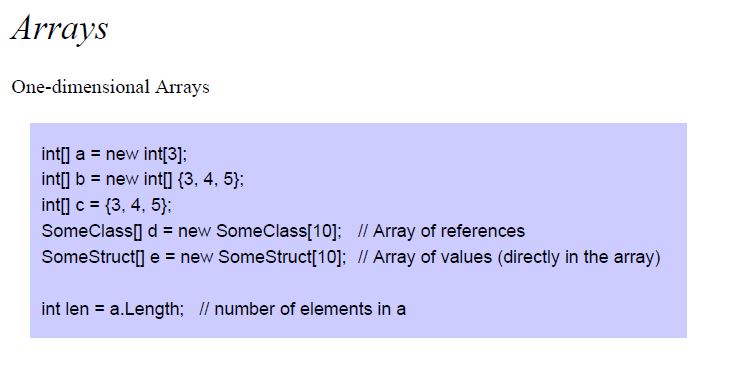 Arrays
One-dimensional Arrays
int[] a = new int[3];
int[] b = new int[] {3, 4, 5};
int[] c = {3, 4, 5};
SomeClass[] d = new SomeClass[10]; // Array of references
SomeStruct[] e = new SomeStruct[10]; // Array of values (directly in the array)
int len = a.Length; // number of elements in a